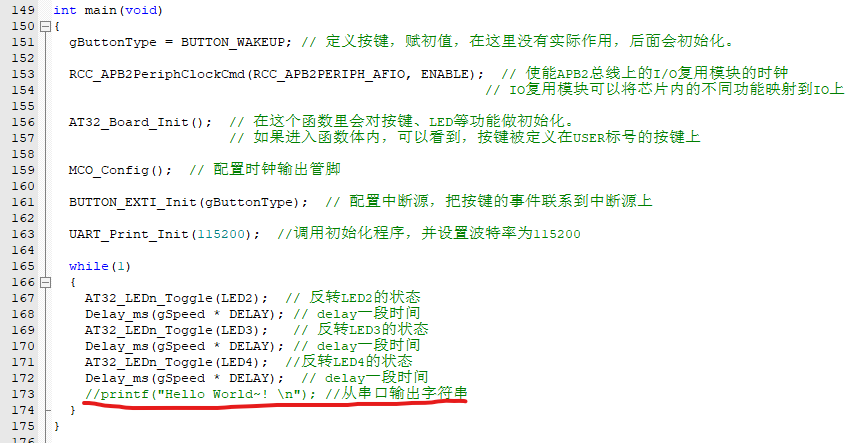 149 int main(void)
150 {
151 gButtonType = BUTTON_WAKEUP; // 定义按键，赋初值，在这里没有实际作用，后面会初始化。
152
153 RCC_APB2PeriphClockCmd(RCC_APB2PERIPH_AFIO, ENABLE); // 使能APB2总线上的I/O复用模块的时钟
154 // IO复用模块可以将芯片内的不同功能映射到IO上
155
156 AT32_Board_Init(); // 在这个函数里会对按键、LED等功能做初始化。
157 // 如果进入函数体内，可以看到，按键被定义在USER标号的按键上
158
159 MCO_Config(); // 配置时钟输出管脚
160
161 BUTTON_EXTI_Init(gButtonType); // 配置中断源，把按键的事件联系到中断源上
162
163 UART_Print_Init(115200); //调用初始化程序，并设置波特率为115200
164
165 while(1)
166 {
167 AT32_LEDn_Toggle(LED2); // 反转LED2的状态
168 Delay_ms(gSpeed * DELAY); // delay一段时间
169 AT32_LEDn_Toggle(LED3); // 反转LED3的状态
170 Delay_ms(gSpeed * DELAY); // delay一段时间
171 AT32_LEDn_Toggle(LED4); //反转LED4的状态
172 Delay_ms(gSpeed * DELAY); // delay一段时间
173 //printf("Hello World~! \n"); //从串口输出字符串
174 }
175 }
176